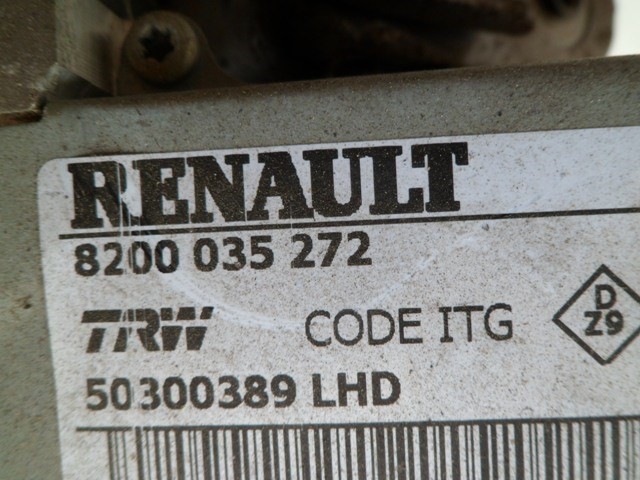 RENAULT
8200 035 272
TRW CODE ITG
D
Z9
50300389 LHD